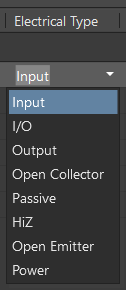 Electrical Type
Input
Input
I/O
Output
Open Collector
Passive
HiZ
Open Emitter
Power